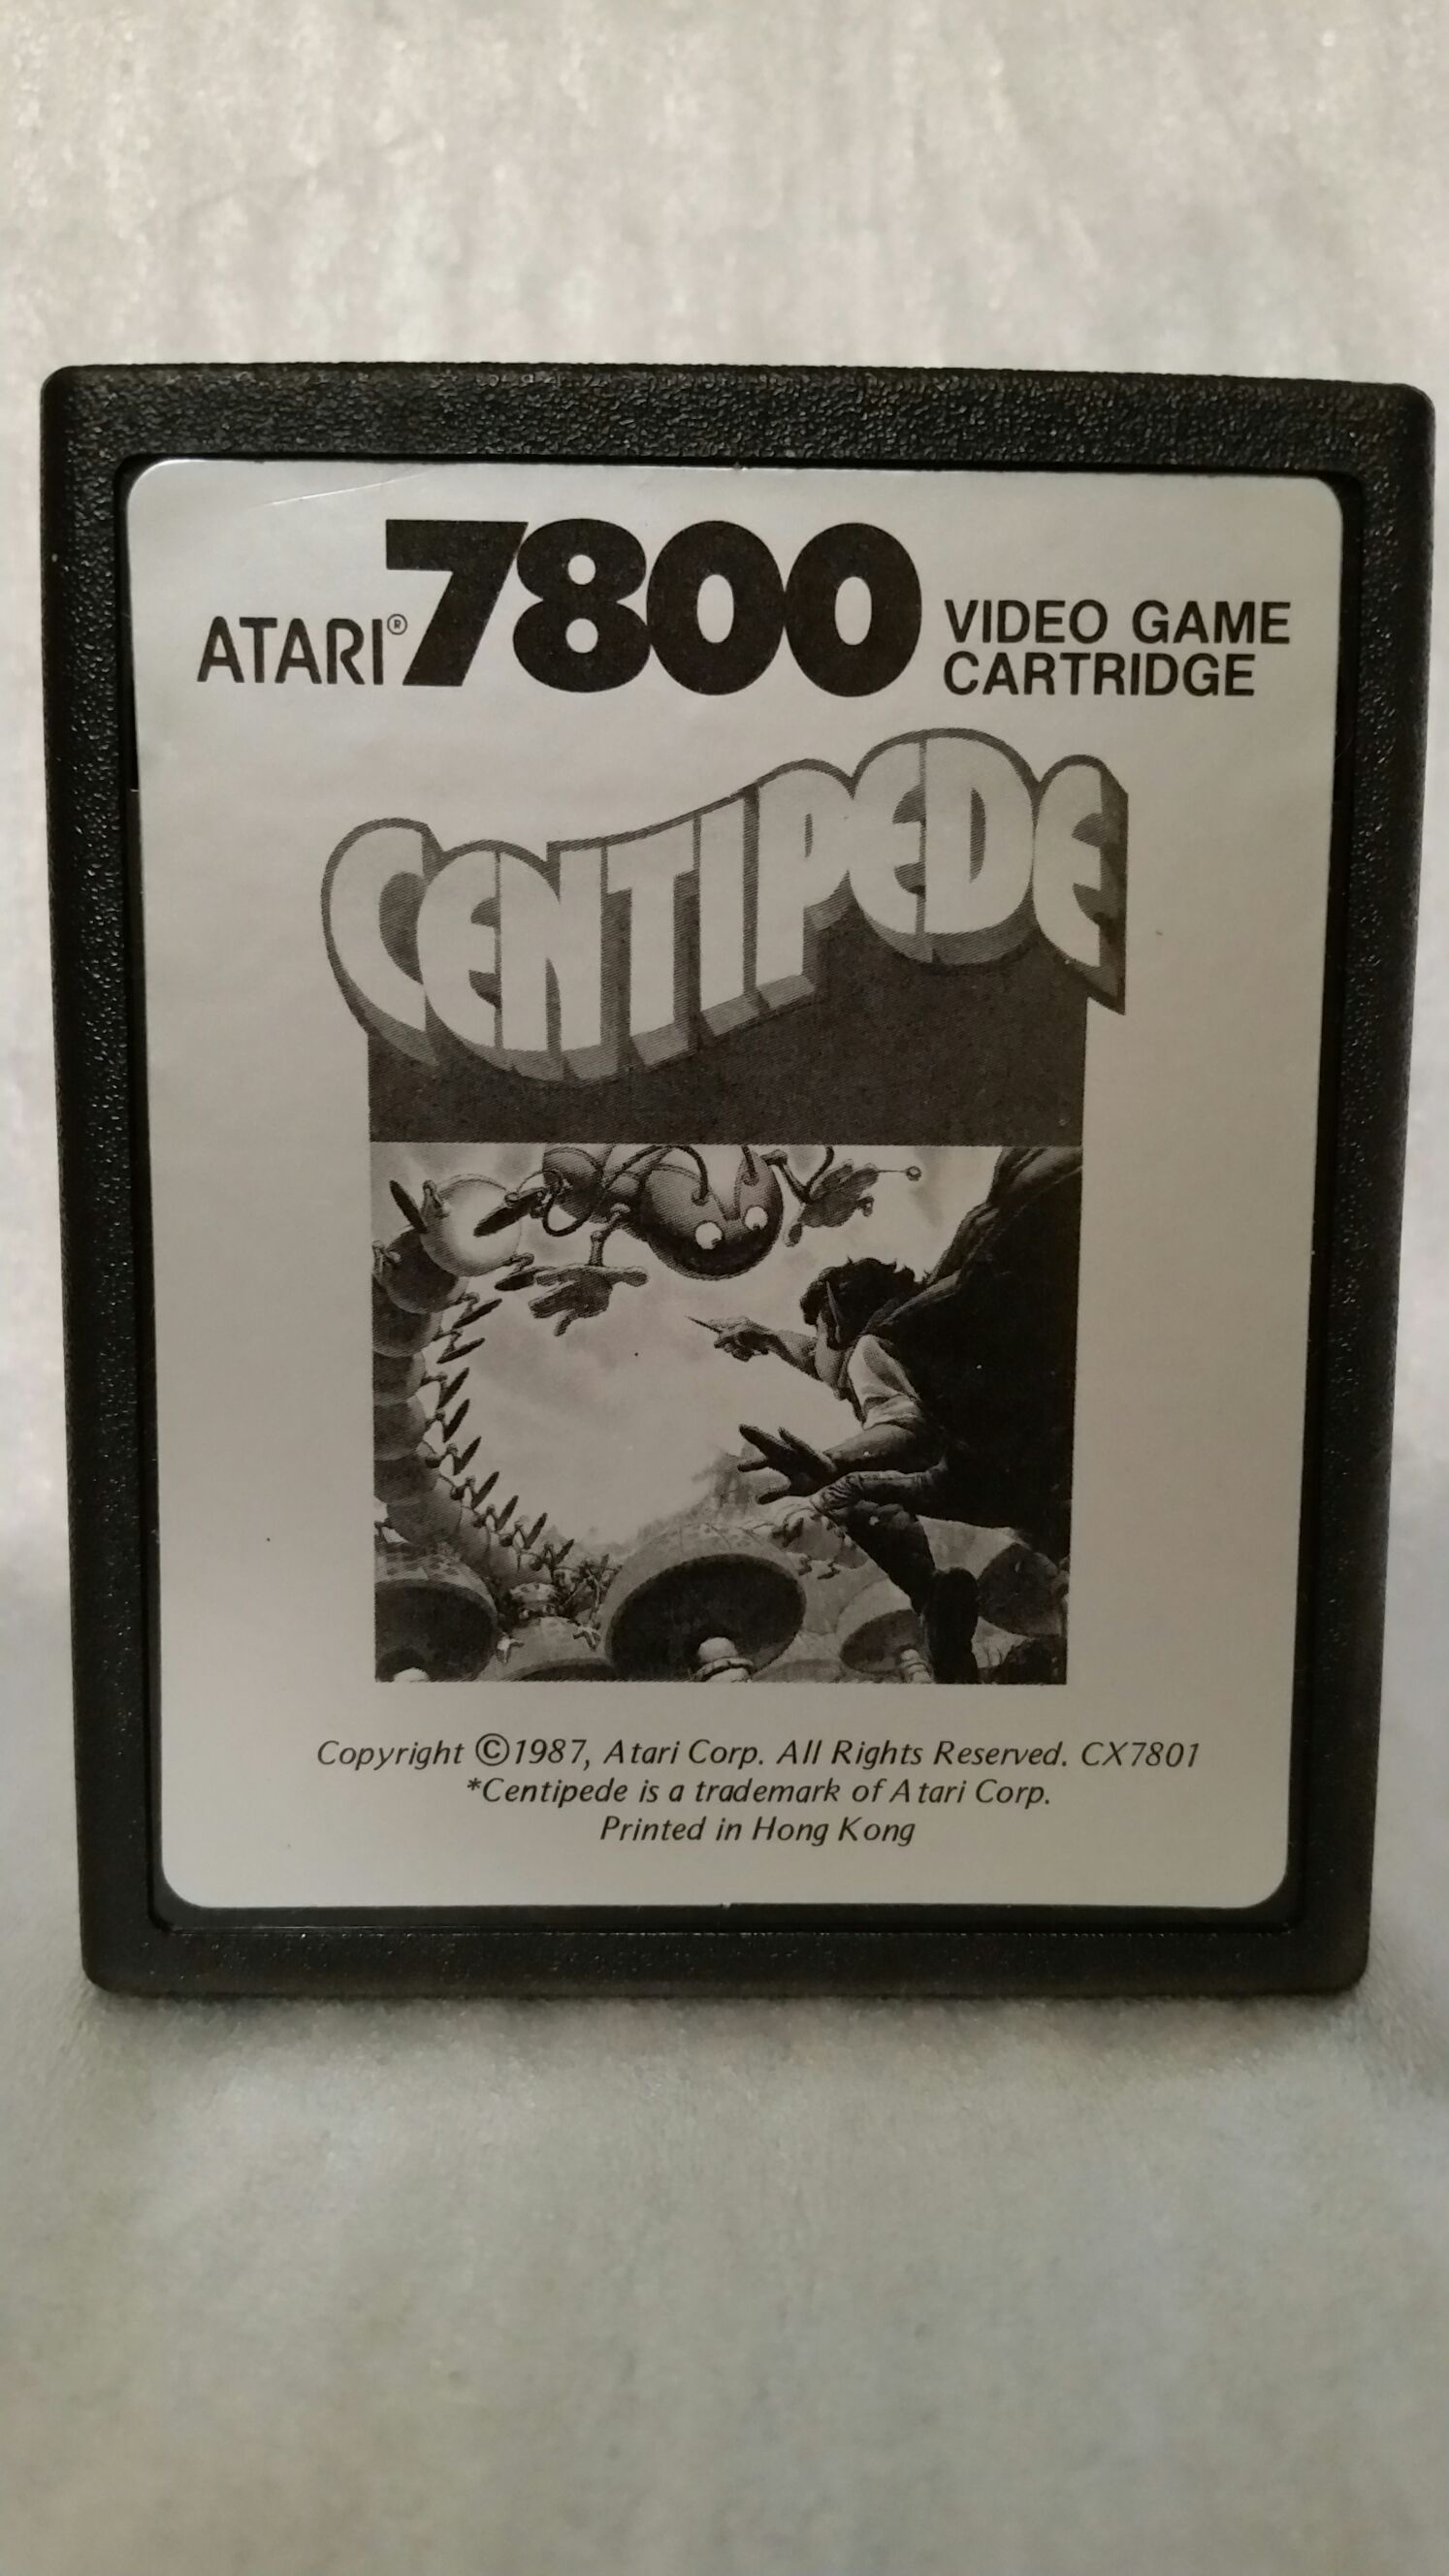 ATARI® 7800 VIDEO GAME
CARTRIDGE
CENTIPEDE
Copyright ©1987, Atari Corp. All Rights Reserved. CX7801
*Centipede is a trademark of Atari Corp.
Printed in Hong Kong